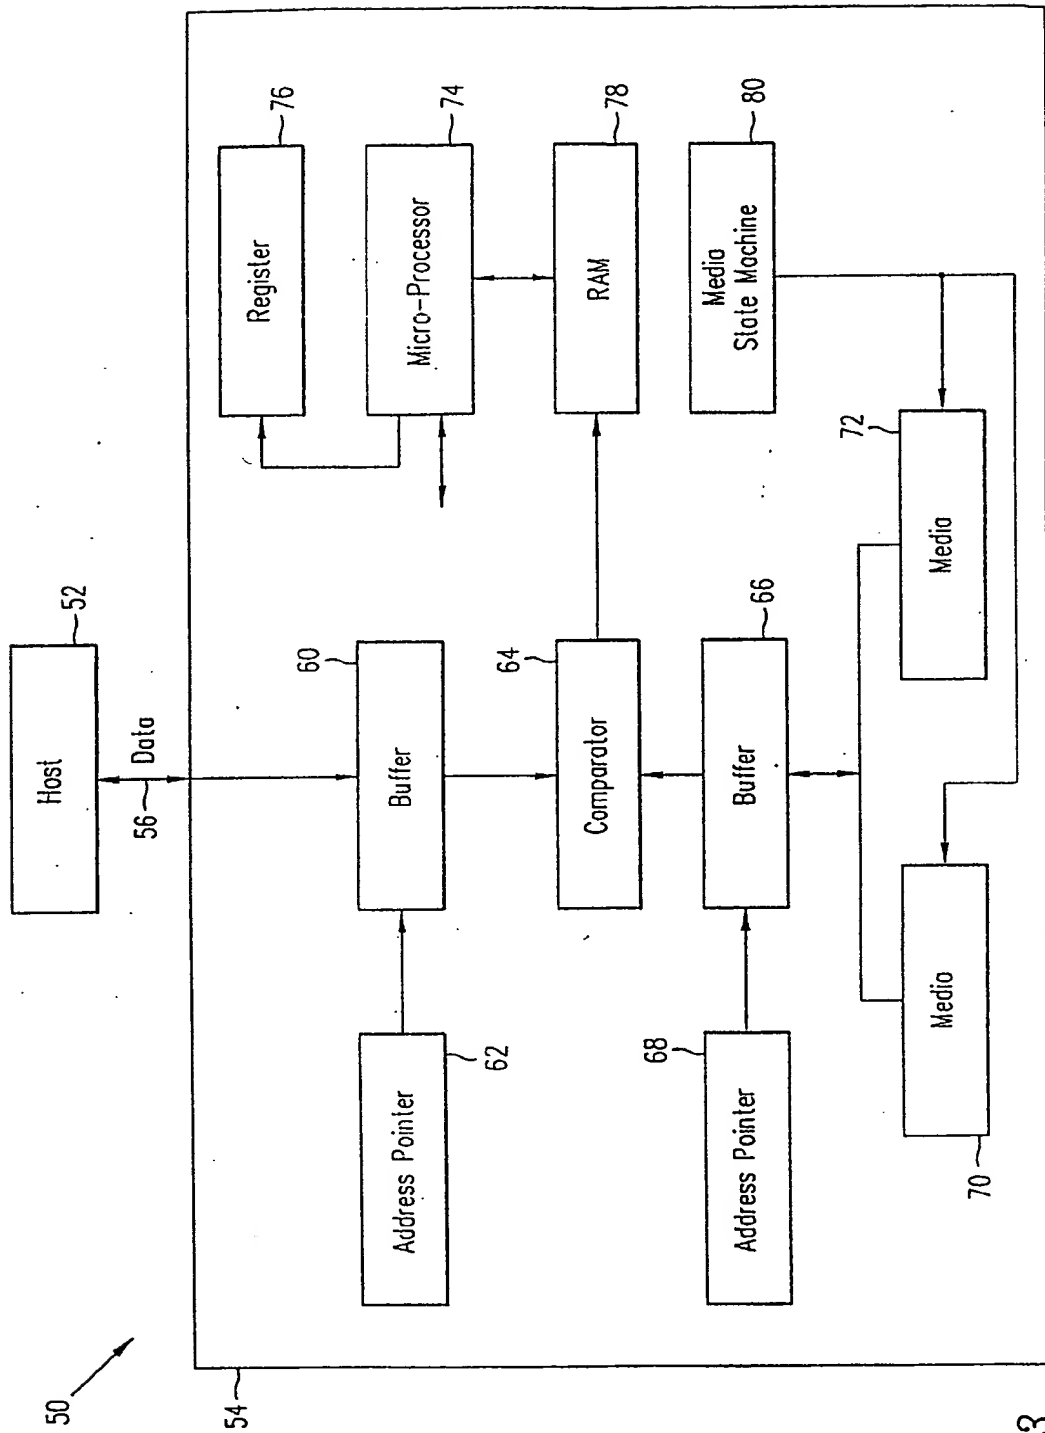 50
52
Host
56
Data
54
76
Register
60
Buffer
62
Address Pointer
74
Micro-Processor
64
Comparator
78
RAM
66
Buffer
68
Address Pointer
80
Media
State Machine
72
Media
70
Media
3